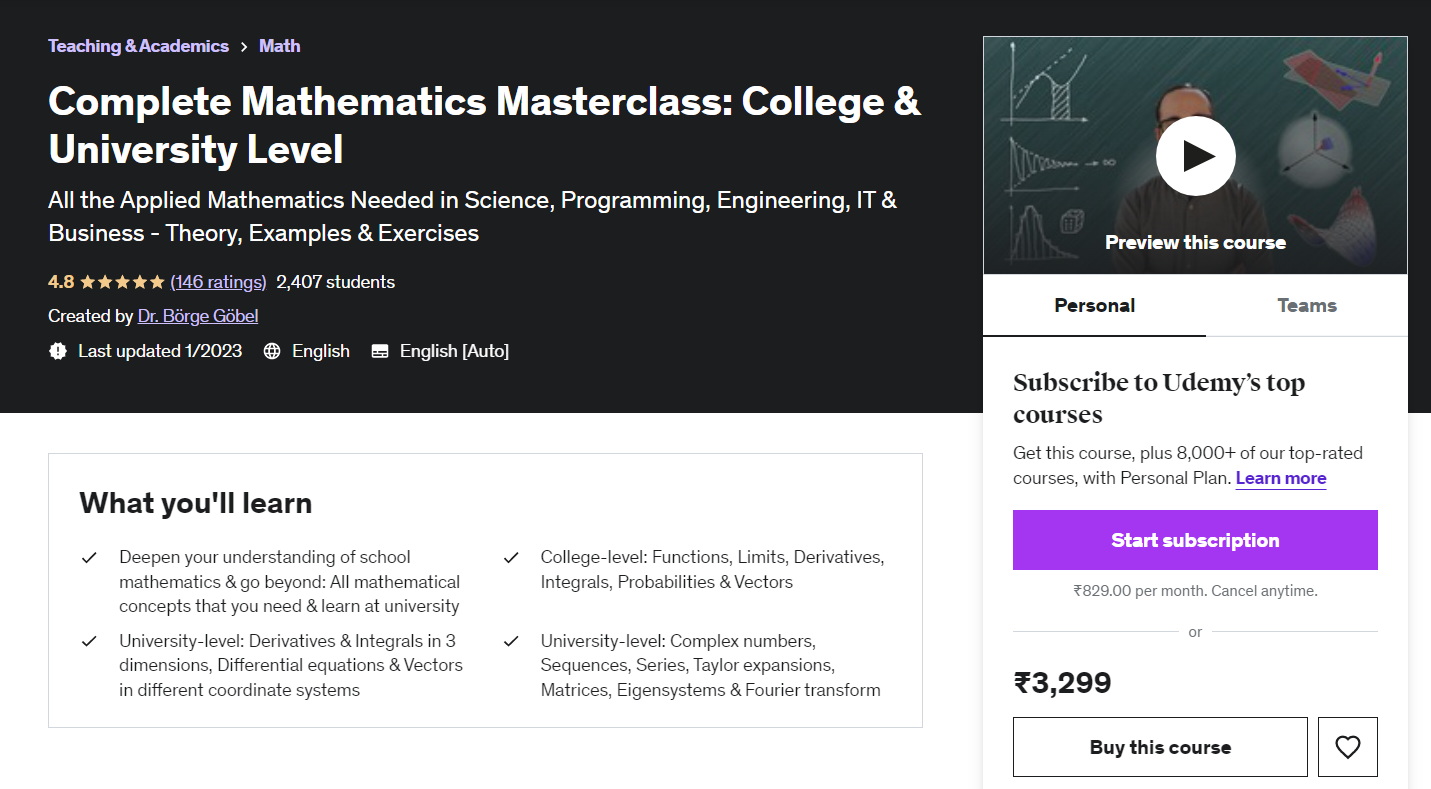 Teaching & Academics > Math
Complete Mathematics Masterclass: College &
University Level
All the Applied Mathematics Needed in Science, Programming, Engineering, IT &
Business - Theory, Examples & Exercises
4.8 ★★★★★ (146 ratings) 2,407 students
Created by Dr. Börge Göbel
Last updated 1/2023 English English [Auto]
What you'll learn
Deepen your understanding of school
mathematics & go beyond: All mathematical
concepts that you need & learn at university
College-level: Functions, Limits, Derivatives,
Integrals, Probabilities & Vectors
University-level: Derivatives & Integrals in 3
dimensions, Differential equations & Vectors
in different coordinate systems
University-level: Complex numbers,
Sequences, Series, Taylor expansions,
Matrices, Eigensystems & Fourier transform
→ ∞
Preview this course
Personal Teams
Subscribe to Udemy’s top
courses
Get this course, plus 8,000+ of our top-rated
courses, with Personal Plan. Learn more
Start subscription
₹829.00 per month. Cancel anytime.
or
₹3,299
Buy this course